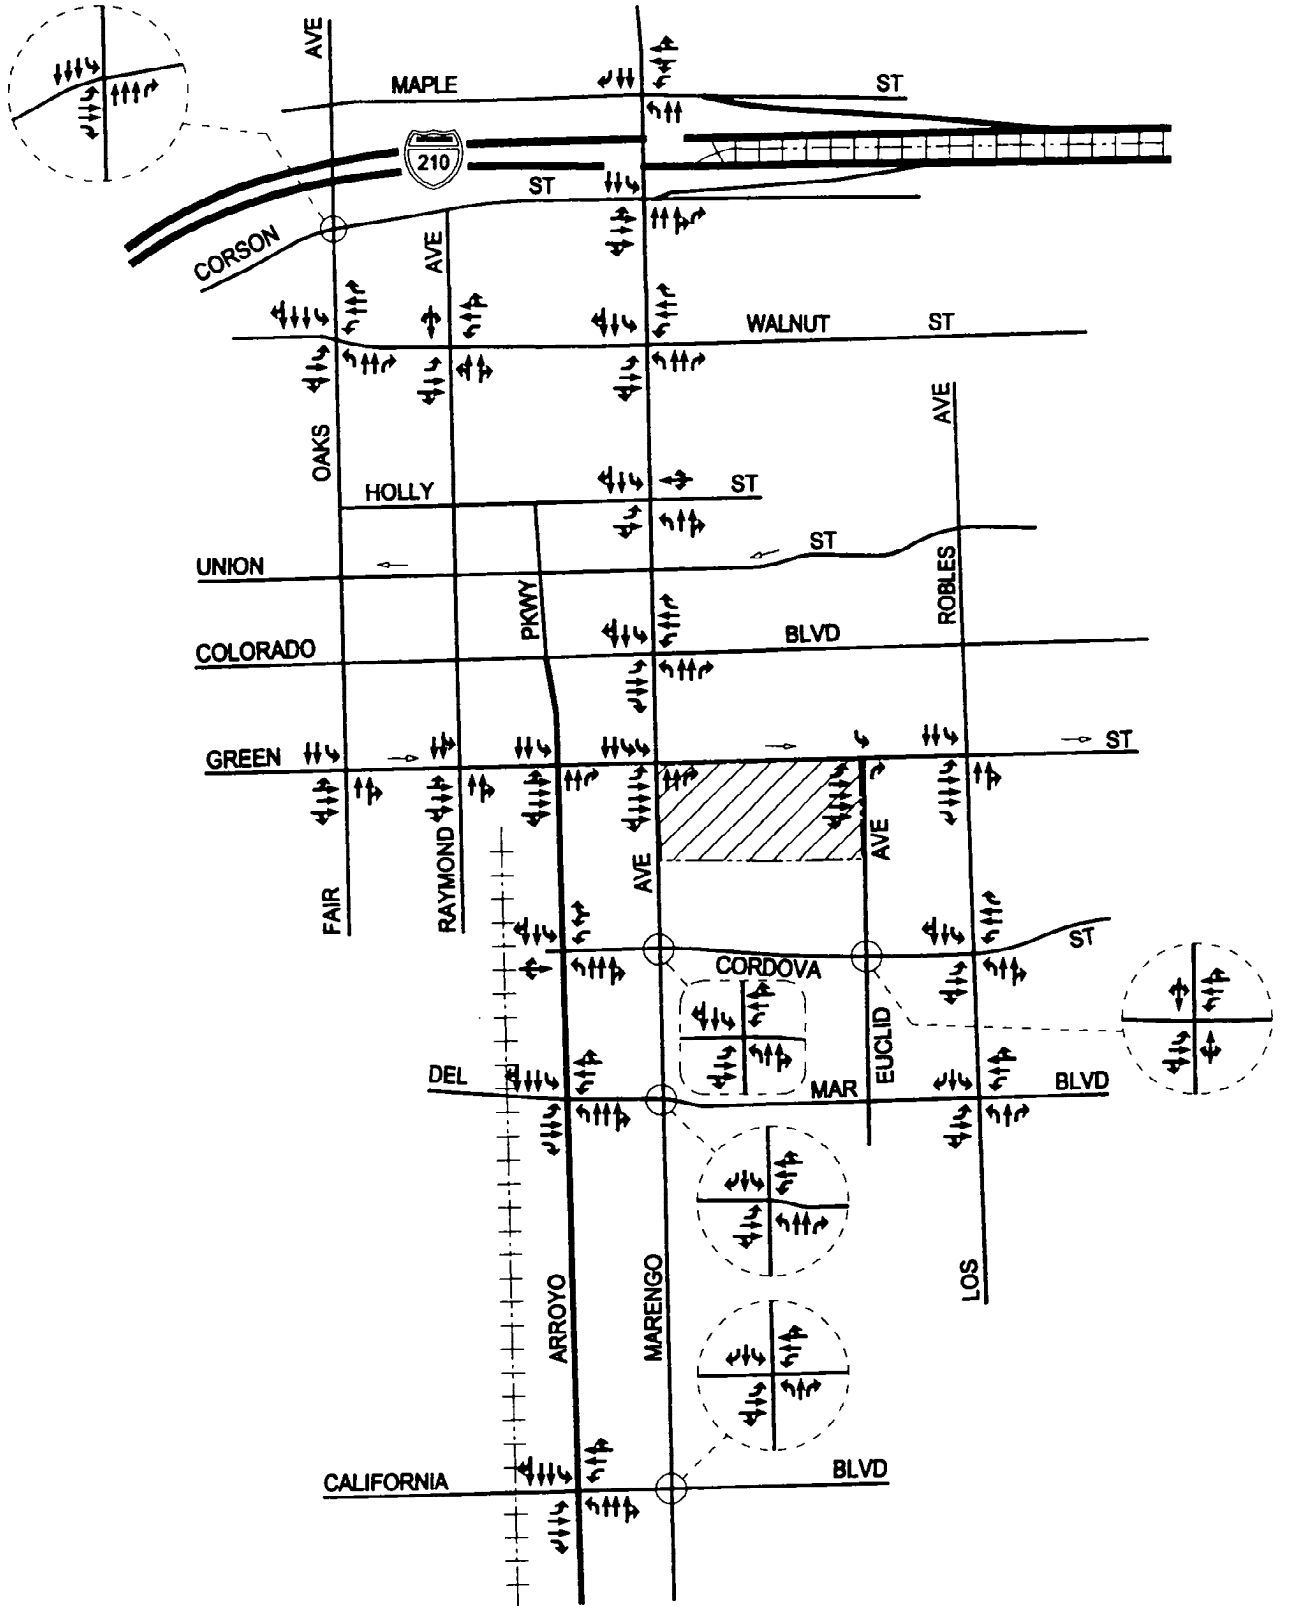 AVE
MAPLE
ST
210
ST
CORSON
AVE
WALNUT
ST
OAKS
AVE
HOLLY
ST
UNION
ST
ROBLES
PKWY
COLORADO
BLVD
GREEN
ST
RAYMOND
AVE
AVE
FAIR
ST
CORDOVA
EUCLID
DEL
MAR
BLVD
ARROYO
MARENGO
LOS
CALIFORNIA
BLVD